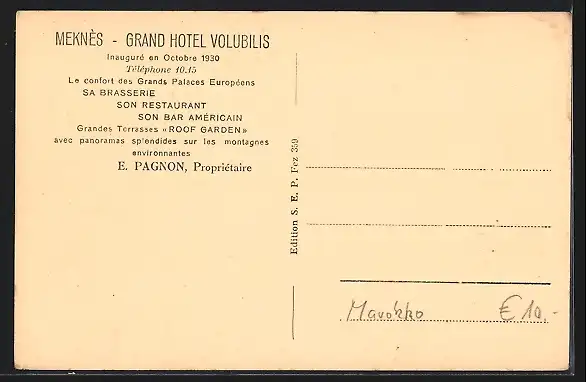 MEKNÈS - GRAND HOTEL VOLUBILIS
Inauguré en Octobre 1930
Téléphone 10.15
Le confort des Grands Palaces Européens
SA BRASSERIE
SON RESTAURANT
SON BAR AMÉRICAIN
Grandes Terrasses «ROOF GARDEN»
avec panoramas splendides sur les montagnes
environnantes
E. PAGNON, Propriétaire
Edition S. E. P. Fez 359
Marokko € 10,-